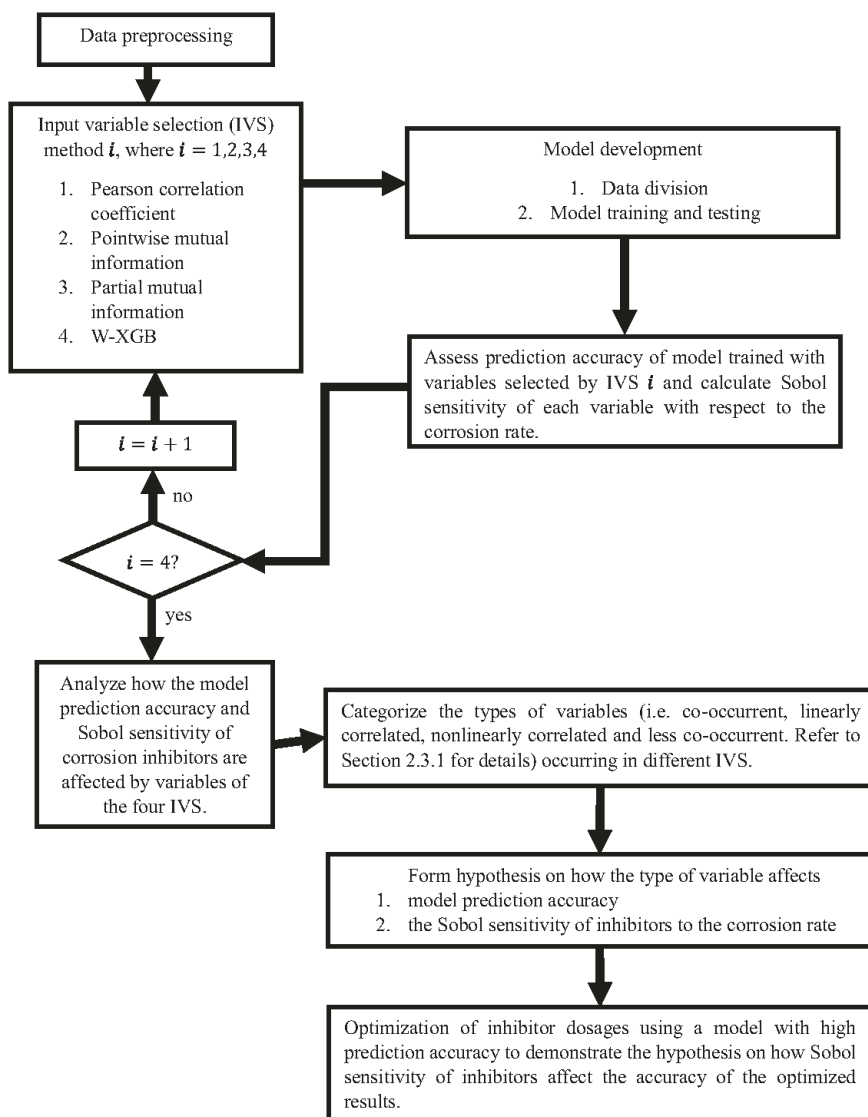 Data preprocessing
Input variable selection (IVS)
method i, where i = 1,2,3,4
1. Pearson correlation
coefficient
2. Pointwise mutual
information
3. Partial mutual
information
4. W-XGB
Model development
1. Data division
2. Model training and testing
Assess prediction accuracy of model trained with
variables selected by IVS i and calculate Sobol
sensitivity of each variable with respect to the
corrosion rate.
i = i + 1
no
i = 4?
yes
Analyze how the model
prediction accuracy and
Sobol sensitivity of
corrosion inhibitors are
affected by variables of
the four IVS.
Categorize the types of variables (i.e. co-occurrent, linearly
correlated, nonlinearly correlated and less co-occurrent. Refer to
Section 2.3.1 for details) occurring in different IVS.
Form hypothesis on how the type of variable affects
1. model prediction accuracy
2. the Sobol sensitivity of inhibitors to the corrosion rate
Optimization of inhibitor dosages using a model with high
prediction accuracy to demonstrate the hypothesis on how Sobol
sensitivity of inhibitors affect the accuracy of the optimized
results.